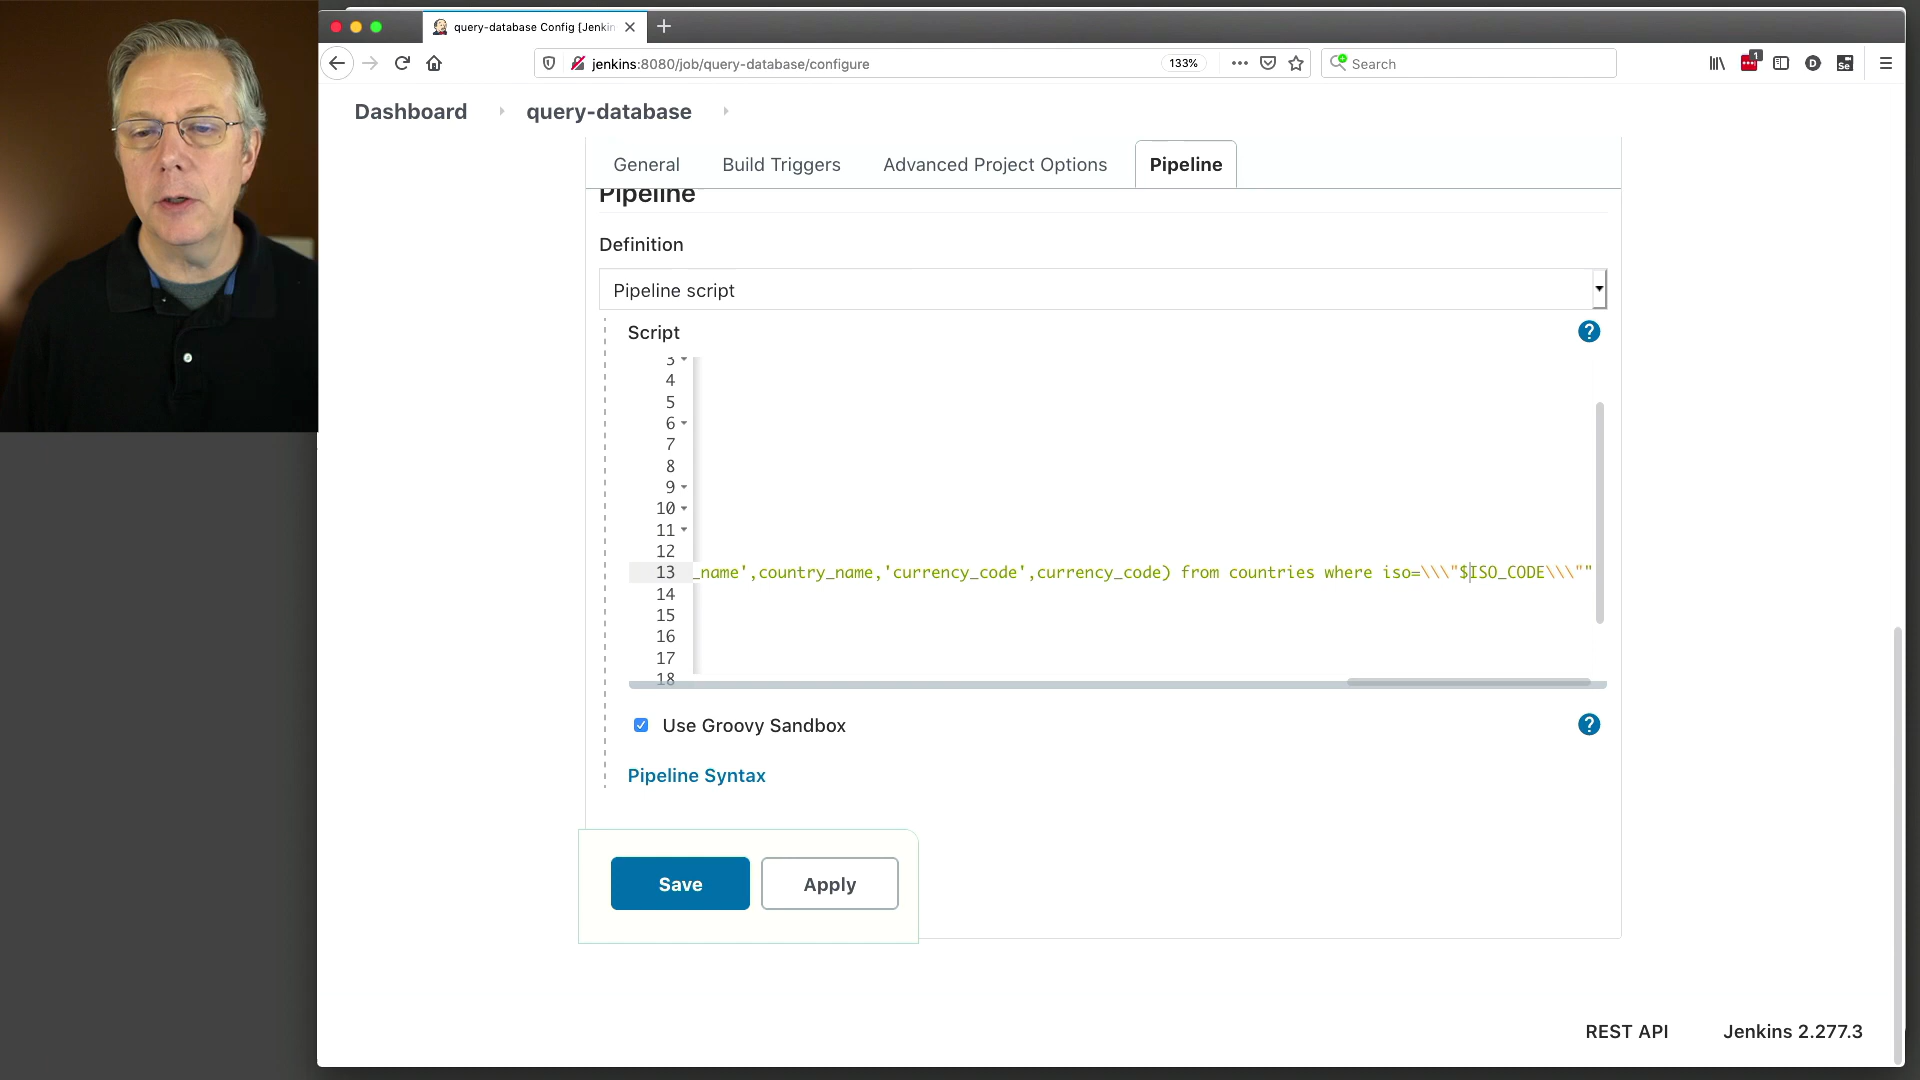 query-database Config [Jenkin
jenkins:8080/job/query-database/configure
133%
Search
1
D
Se
Dashboard
query-database
General
Build Triggers
Advanced Project Options
Pipeline
Pipeline
Definition
Pipeline script
Script
?
3
4
5
6
7
8
9
10
11
12
13 _name',country_name,'currency_code',currency_code) from countries where iso=\\\"$ISO_CODE\\\""
14
15
16
17
18
Use Groovy Sandbox
?
Pipeline Syntax
Save
Apply
REST API
Jenkins 2.277.3